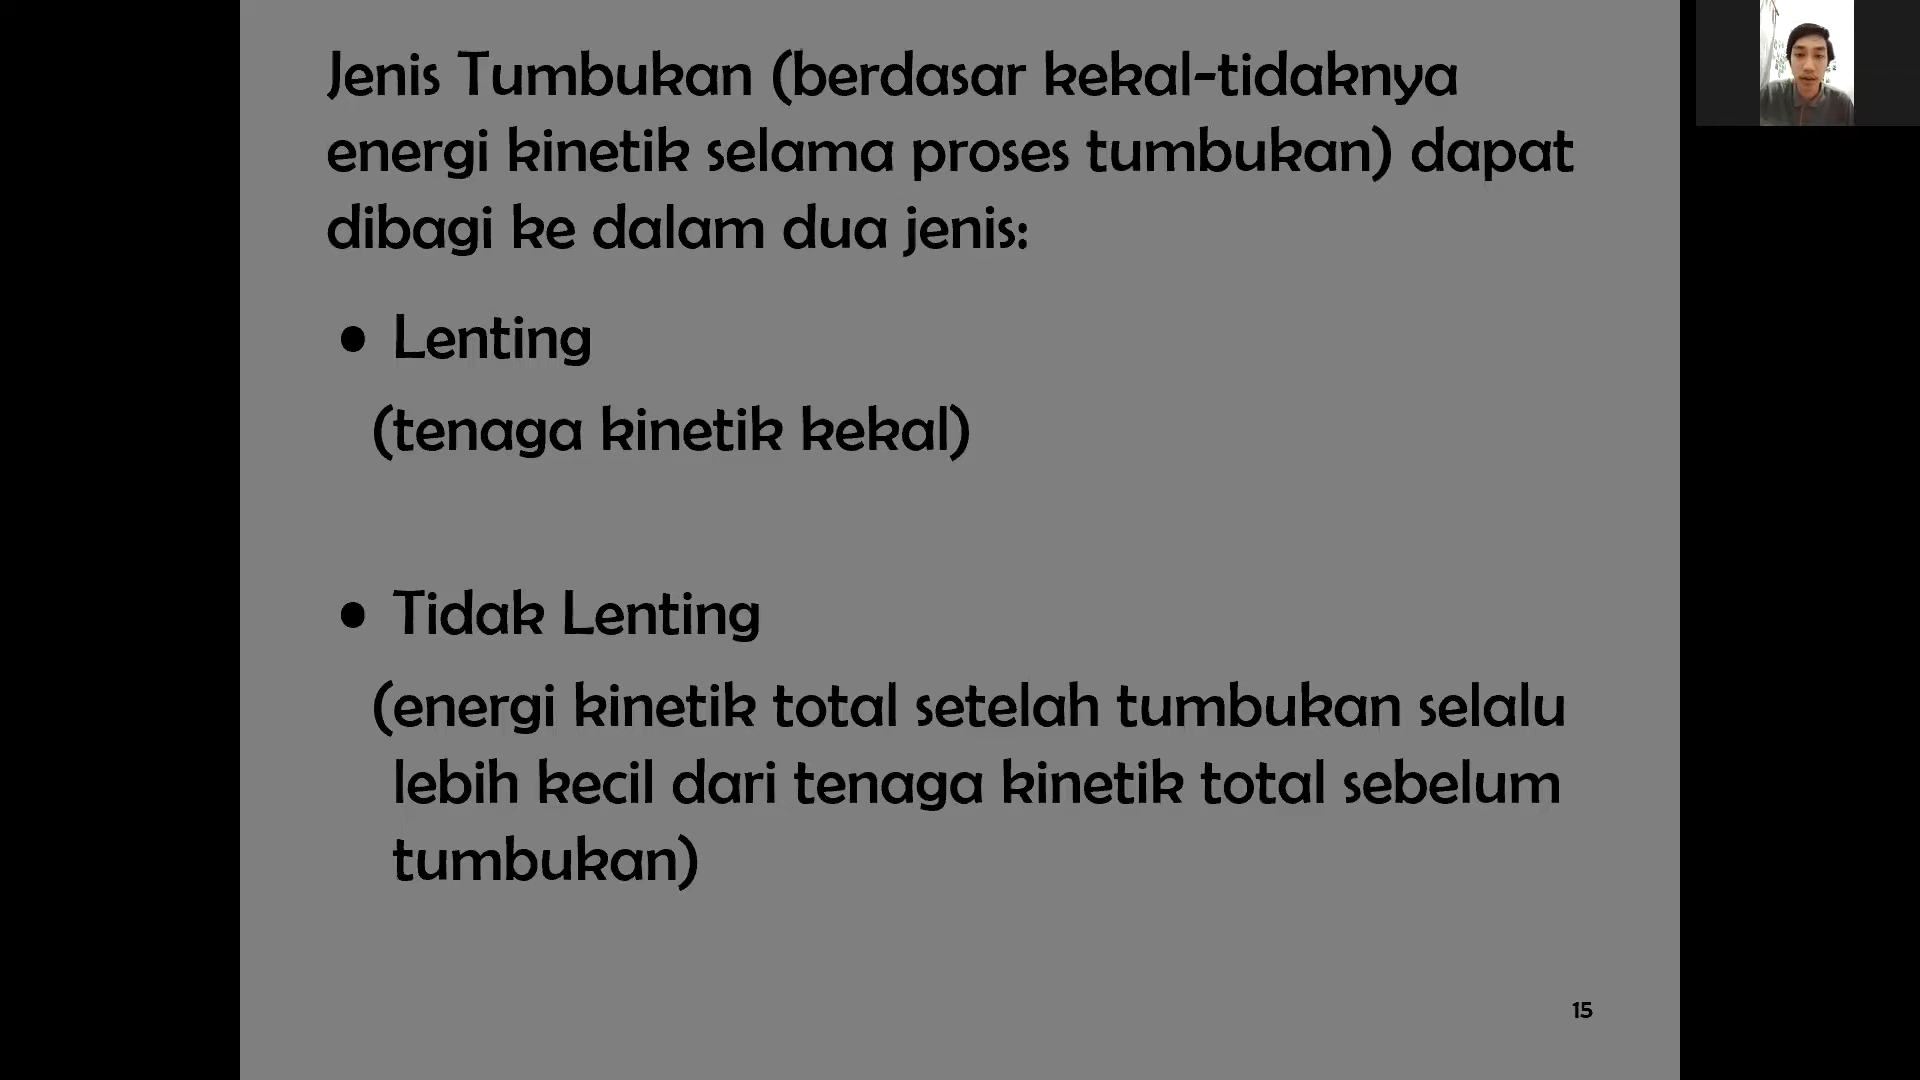 Jenis Tumbukan (berdasar kekal-tidaknya
energi kinetik selama proses tumbukan) dapat
dibagi ke dalam dua jenis:
• Lenting
(tenaga kinetik kekal)
• Tidak Lenting
(energi kinetik total setelah tumbukan selalu
lebih kecil dari tenaga kinetik total sebelum
tumbukan)
15